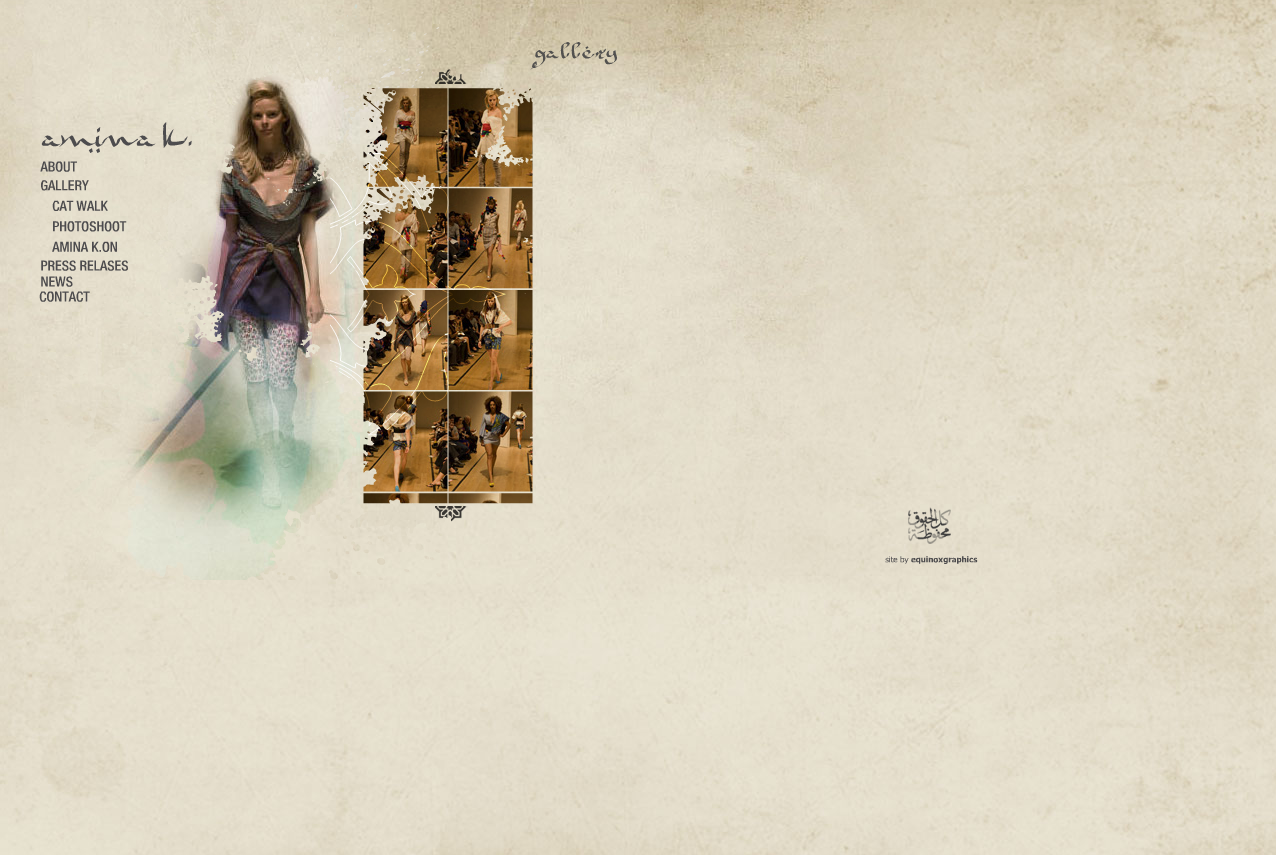 gallery
amina k.
ABOUT
GALLERY
CAT WALK
PHOTOSHOOT
AMINA K.ON
PRESS RELASES
NEWS
CONTACT
كل الحقوق
محفوظة
site by equinoxgraphics